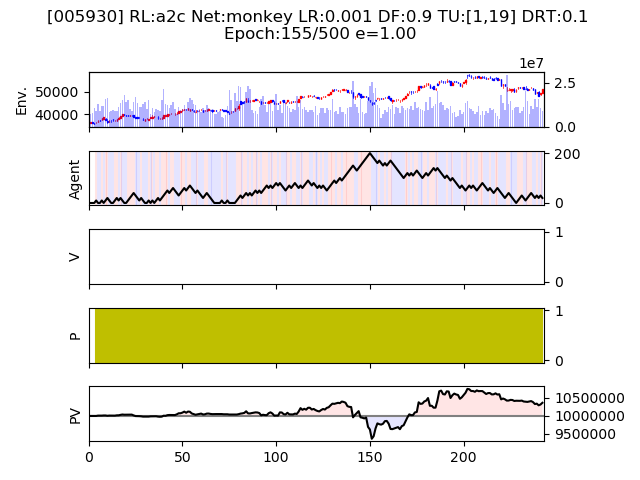 [005930] RL:a2c Net:monkey LR:0.001 DF:0.9 TU:[1,19] DRT:0.1
Epoch:155/500 e=1.00
1e7
Env.
50000
40000
2.5
0.0
Agent
200
0
V
1
0
P
1
0
PV
10500000
10000000
9500000
0 50 100 150 200